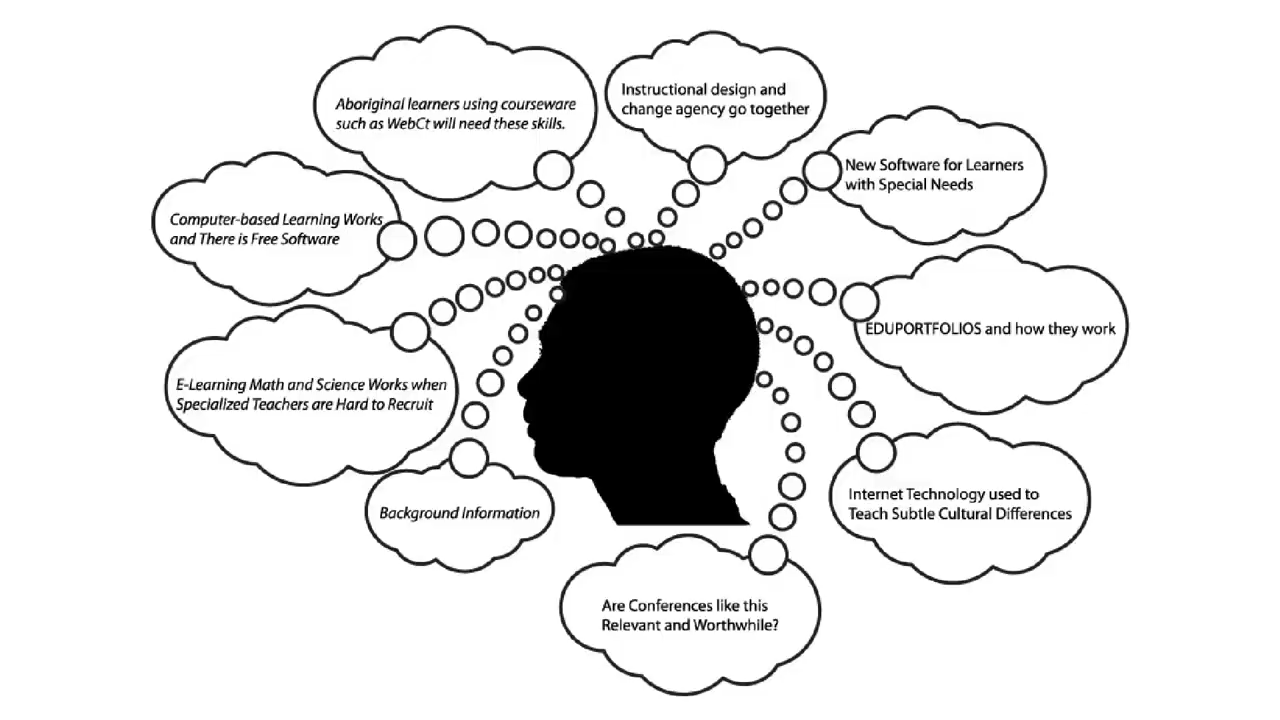 Aboriginal learners using courseware
such as WebCt will need these skills.
Instructional design and
change agency go together
New Software for Learners
with Special Needs
Computer-based Learning Works
and There is Free Software
EDUPORTFOLIOS and how they work
E-Learning Math and Science Works when
Specialized Teachers are Hard to Recruit
Background Information
Internet Technology used to
Teach Subtle Cultural Differences
Are Conferences like this
Relevant and Worthwhile?